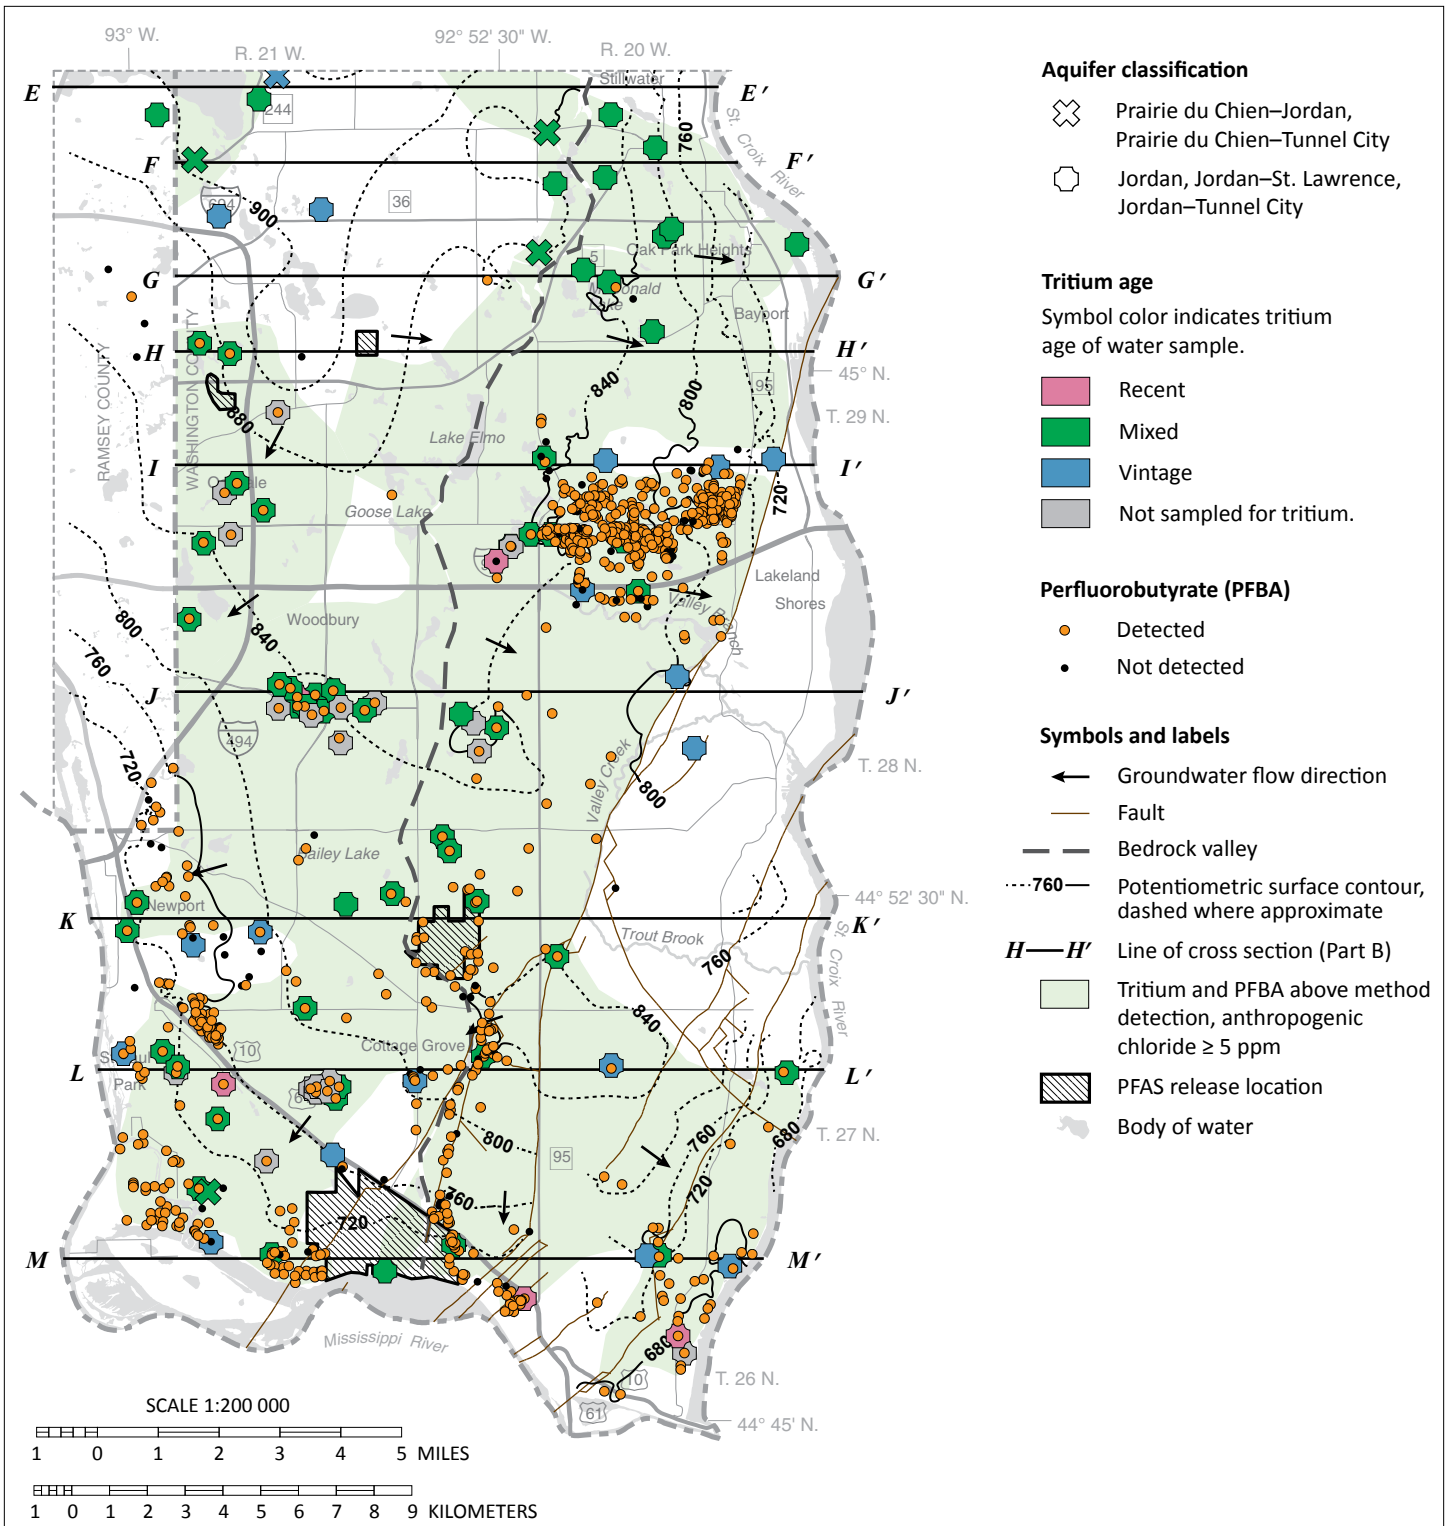 93° W.
R. 21 W.
92° 52' 30" W.
R. 20 W.
Stillwater
E
E′
244
760
St. Croix River
F
F′
694
36
900
Oak Park Heights
5
G
G′
McDonald
Lake
Bayport
RAMSEY COUNTY
WASHINGTON COUNTY
H
H′
45° N.
840
800
95
880
T. 29 N.
Lake Elmo
I
I′
Goose Lake
720
Lakeland
Shores
Valley Branch
800
Woodbury
840
760
J
J′
494
720
T. 28 N.
Valley Creek
800
Bailey Lake
44° 52' 30" N.
Newport
K
K′
Trout Brook
760
St. Croix River
840
10
Cottage Grove
L
L′
Park
800
760
680
T. 27 N.
95
720
760
720
M
M′
Mississippi River
680
10
T. 26 N.
61
44° 45' N.
SCALE 1:200 000
1 0 1 2 3 4 5 MILES
1 0 1 2 3 4 5 6 7 8 9 KILOMETERS
Aquifer classification
Prairie du Chien–Jordan,
Prairie du Chien–Tunnel City
Jordan, Jordan–St. Lawrence,
Jordan–Tunnel City
Tritium age
Symbol color indicates tritium
age of water sample.
Recent
Mixed
Vintage
Not sampled for tritium.
Perfluorobutyrate (PFBA)
Detected
Not detected
Symbols and labels
Groundwater flow direction
Fault
Bedrock valley
760
Potentiometric surface contour,
dashed where approximate
H H′ Line of cross section (Part B)
Tritium and PFBA above method
detection, anthropogenic
chloride ≥ 5 ppm
PFAS release location
Body of water